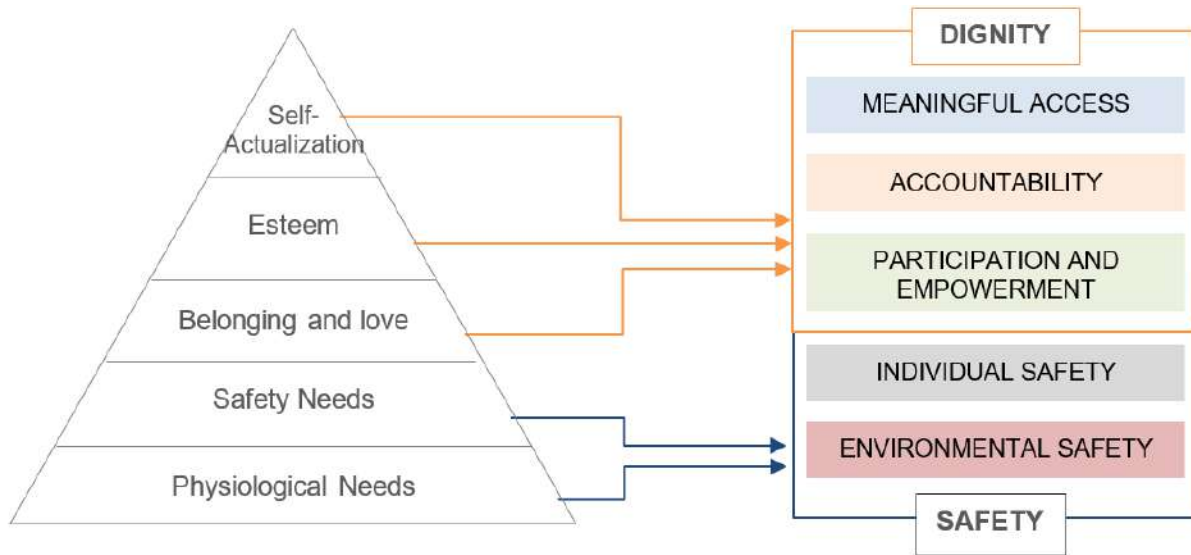 Self-
Actualization
Esteem
Belonging and love
Safety Needs
Physiological Needs
DIGNITY
MEANINGFUL ACCESS
ACCOUNTABILITY
PARTICIPATION AND
EMPOWERMENT
INDIVIDUAL SAFETY
ENVIRONMENTAL SAFETY
SAFETY